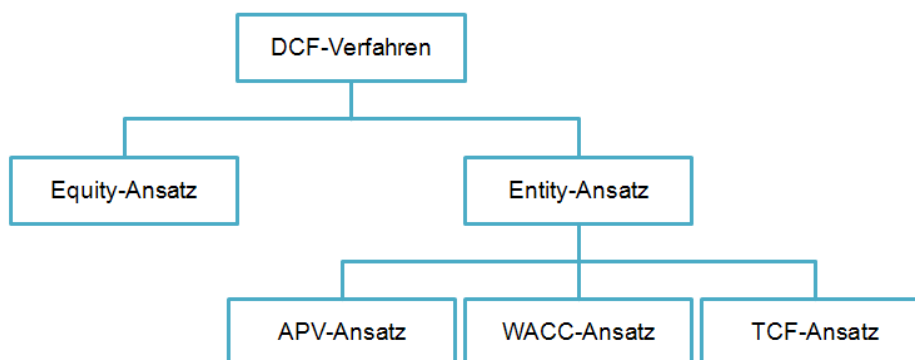 DCF-Verfahren
Equity-Ansatz
Entity-Ansatz
APV-Ansatz
WACC-Ansatz
TCF-Ansatz